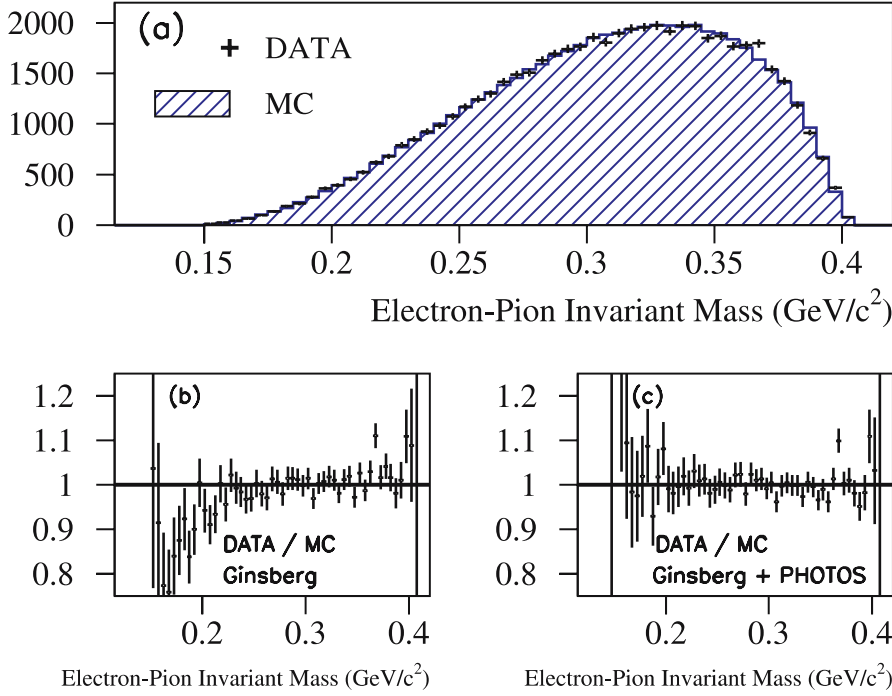 (a)
DATA
MC
2000
1500
1000
500
0
0.15 0.2 0.25 0.3 0.35 0.4
Electron-Pion Invariant Mass (GeV/c²)
(b)
1.2
1.1
1
0.9
0.8
DATA / MC
Ginsberg
0.2 0.3 0.4
Electron-Pion Invariant Mass (GeV/c²)
(c)
1.2
1.1
1
0.9
0.8
DATA / MC
Ginsberg + PHOTOS
0.2 0.3 0.4
Electron-Pion Invariant Mass (GeV/c²)